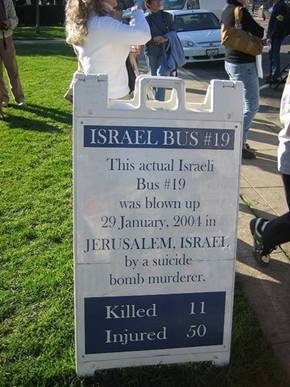 ISRAEL BUS #19
This actual Israeli
Bus #19
was blown up
29 January, 2004 in
JERUSALEM, ISRAEL
by a suicide
bomb murderer.
Killed 11
Injured 50